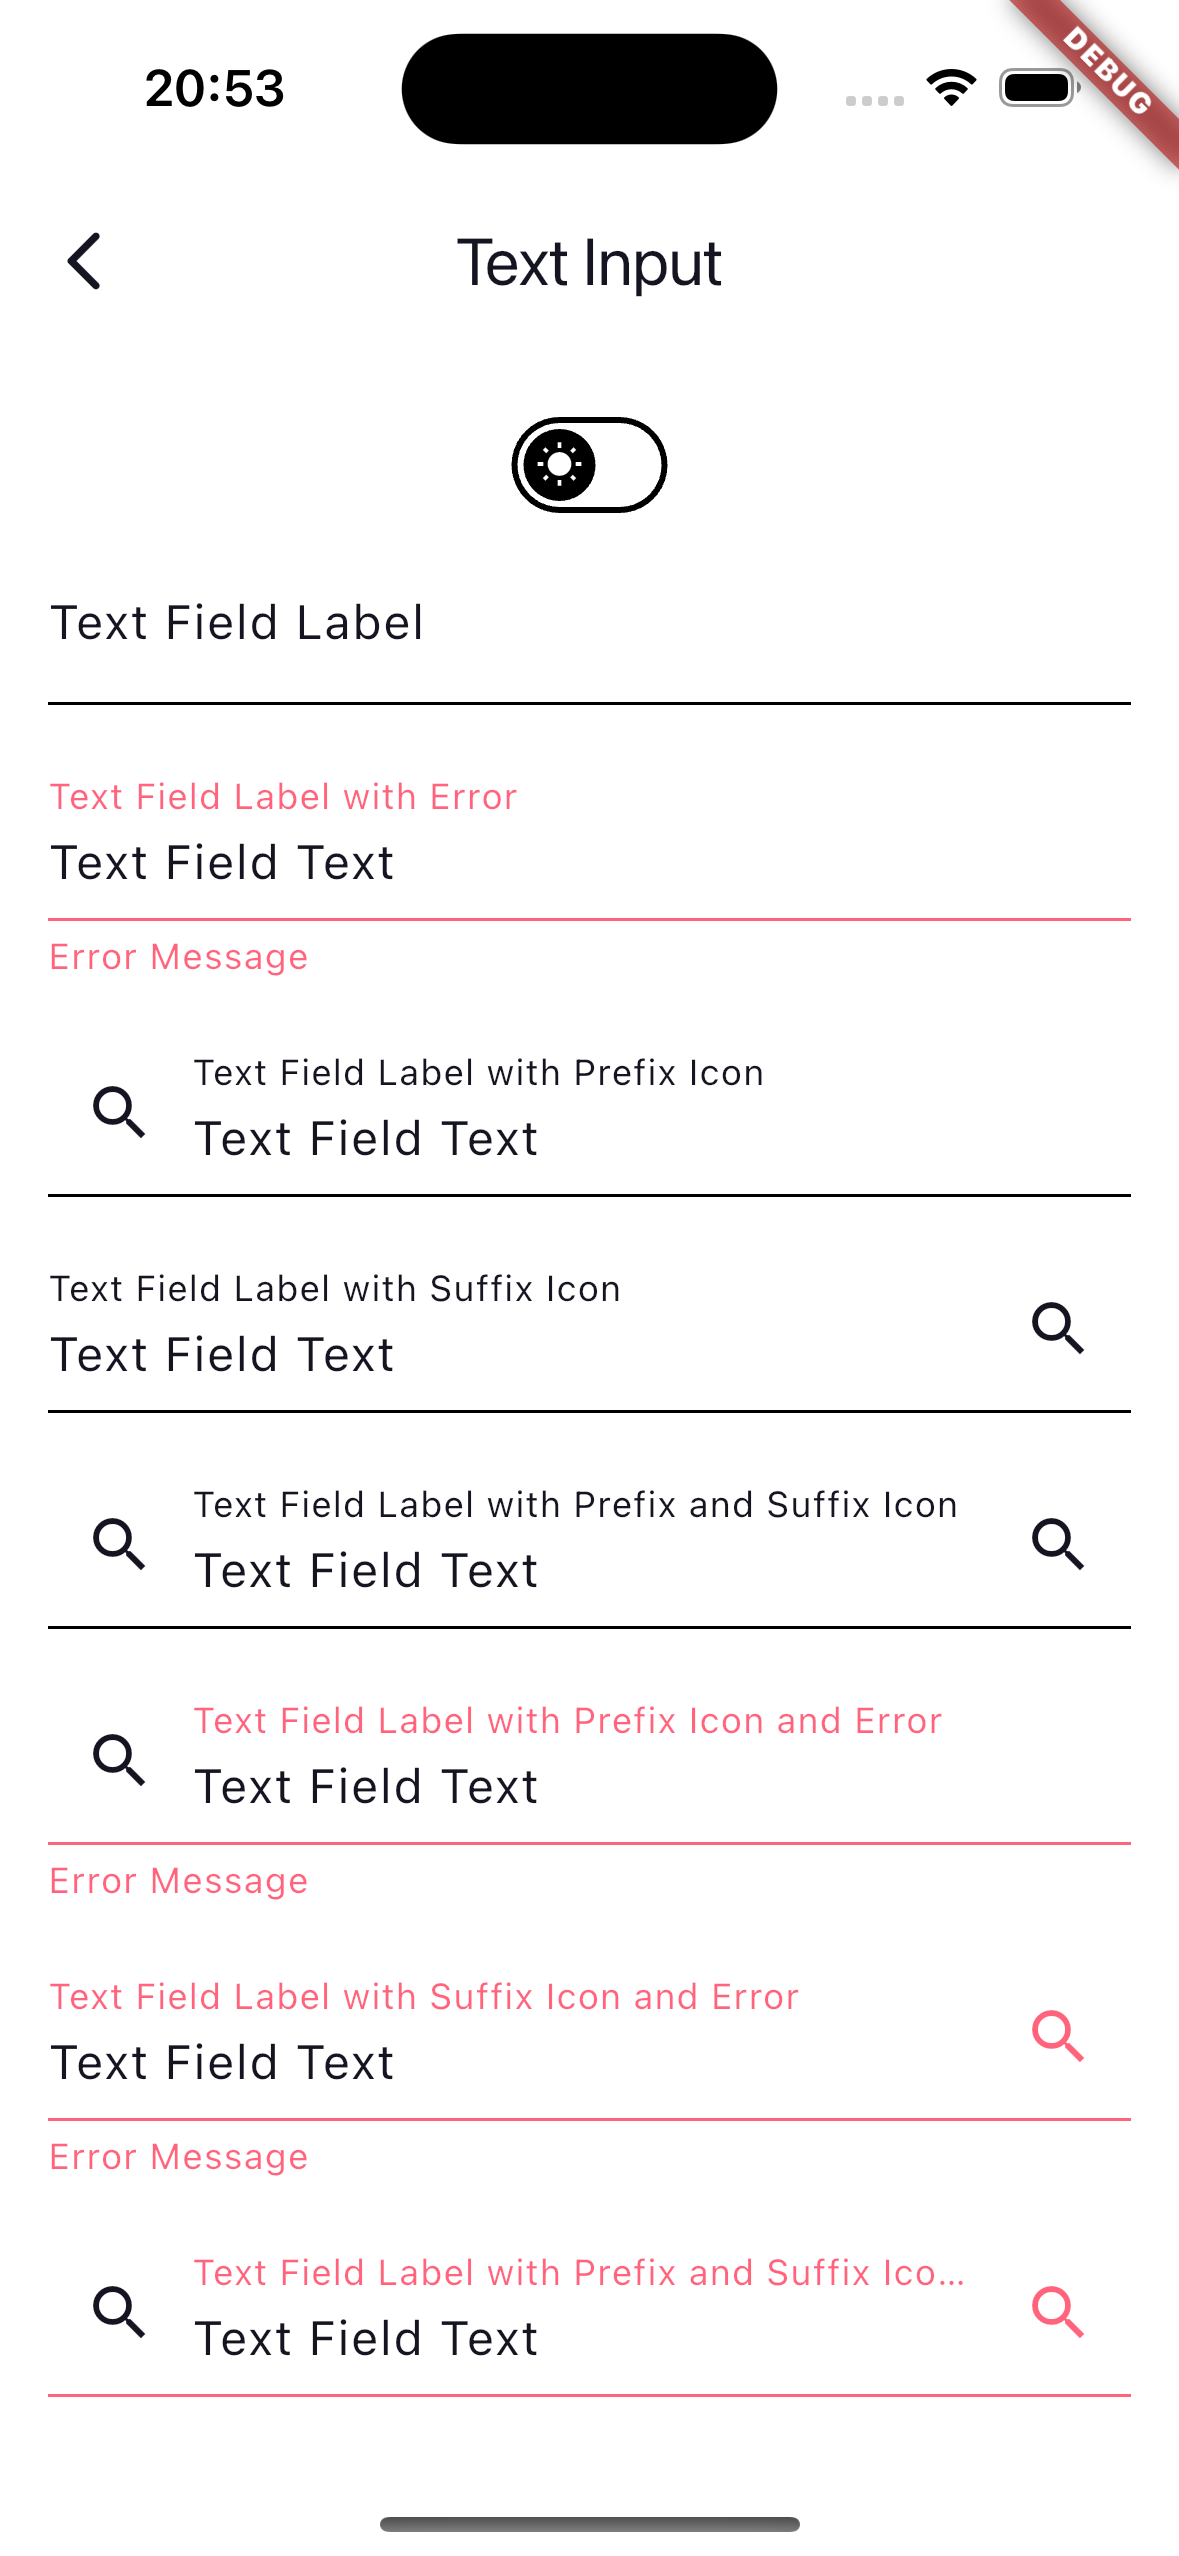 20:53
DEBUG
Text Input
Text Field Label
Text Field Label with Error
Text Field Text
Error Message
Text Field Label with Prefix Icon
Text Field Text
Text Field Label with Suffix Icon
Text Field Text
Text Field Label with Prefix and Suffix Icon
Text Field Text
Text Field Label with Prefix Icon and Error
Text Field Text
Error Message
Text Field Label with Suffix Icon and Error
Text Field Text
Error Message
Text Field Label with Prefix and Suffix Ico...
Text Field Text